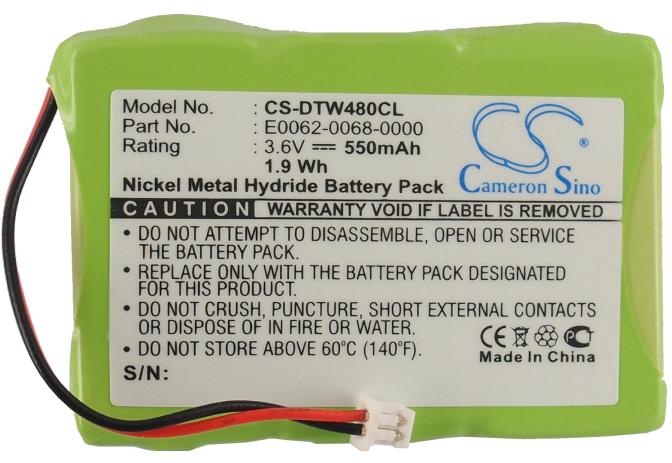 Model No. : CS-DTW480CL
Part No. : E0062-0068-0000
Rating : 3.6V 550mAh
1.9 Wh
Nickel Metal Hydride Battery Pack
CS
Cameron Sino
CAUTION WARRANTY VOID IF LABEL IS REMOVED
• DO NOT ATTEMPT TO DISASSEMBLE, OPEN OR SERVICE
THE BATTERY PACK.
• REPLACE ONLY WITH THE BATTERY PACK DESIGNATED
FOR THIS PRODUCT.
• DO NOT CRUSH, PUNCTURE, SHORT EXTERNAL CONTACTS
OR DISPOSE OF IN FIRE OR WATER.
• DO NOT STORE ABOVE 60°C (140°F).
CE
Made In China
S/N: